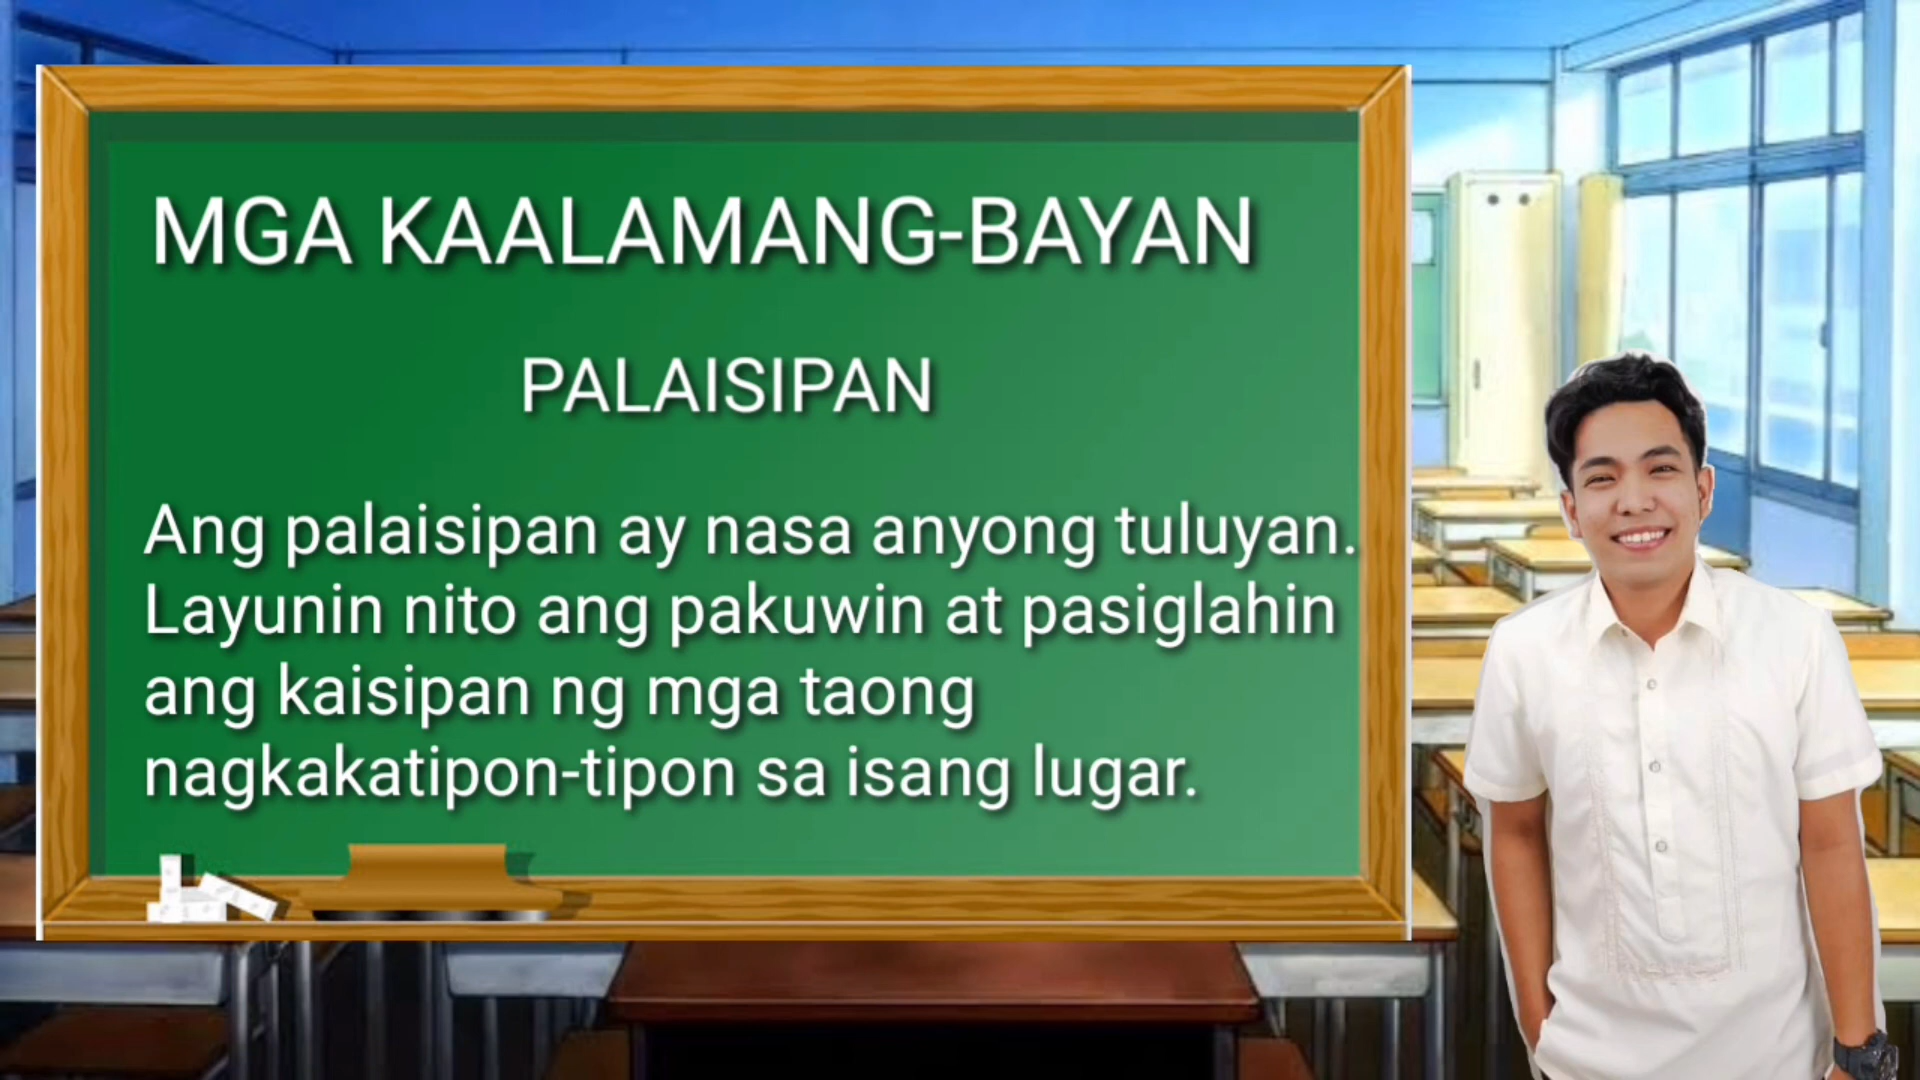 MGA KAALAMANG-BAYAN
PALAISIPAN
Ang palaisipan ay nasa anyong tuluyan.
Layunin nito ang pakuwin at pasiglahin
ang kaisipan ng mga taong
nagkakatipon-tipon sa isang lugar.